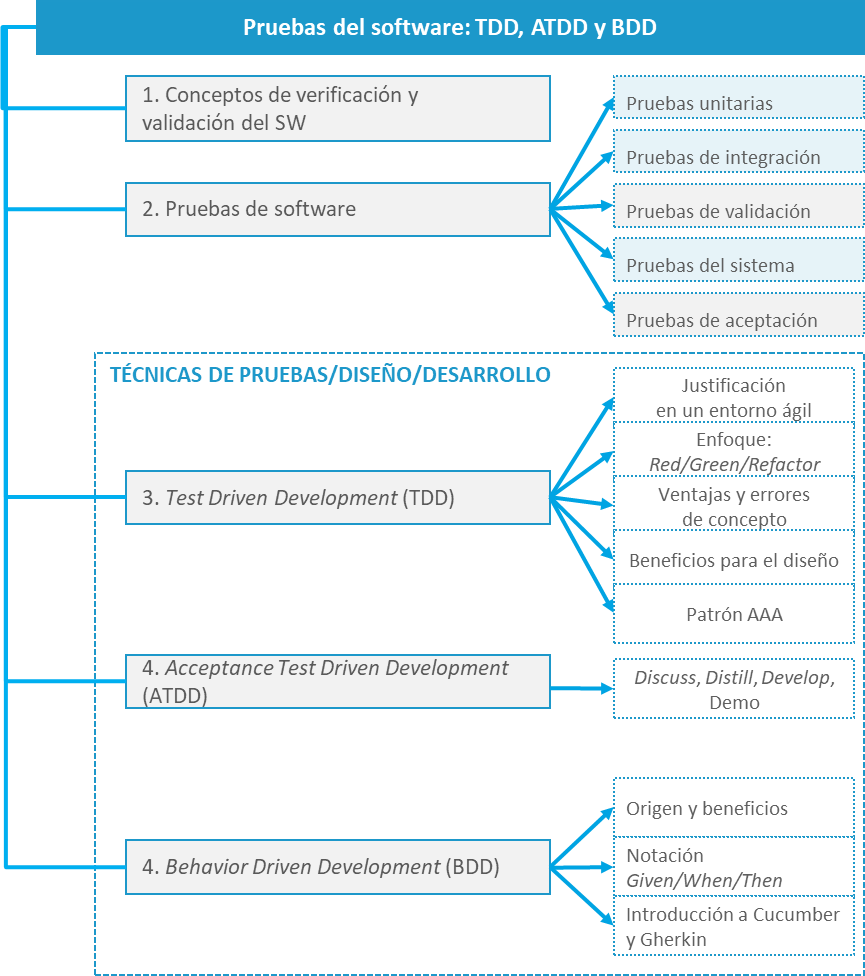 Pruebas del software: TDD, ATDD y BDD
1. Conceptos de verificación y
validación del SW
2. Pruebas de software
Pruebas unitarias
Pruebas de integración
Pruebas de validación
Pruebas del sistema
Pruebas de aceptación
TÉCNICAS DE PRUEBAS/DISEÑO/DESARROLLO
3. Test Driven Development (TDD)
Justificación
en un entorno ágil
Enfoque:
Red/Green/Refactor
Ventajas y errores
de concepto
Beneficios para el diseño
Patrón AAA
4. Acceptance Test Driven Development
(ATDD)
Discuss, Distill, Develop,
Demo
4. Behavior Driven Development (BDD)
Origen y beneficios
Notación
Given/When/Then
Introducción a Cucumber
y Gherkin